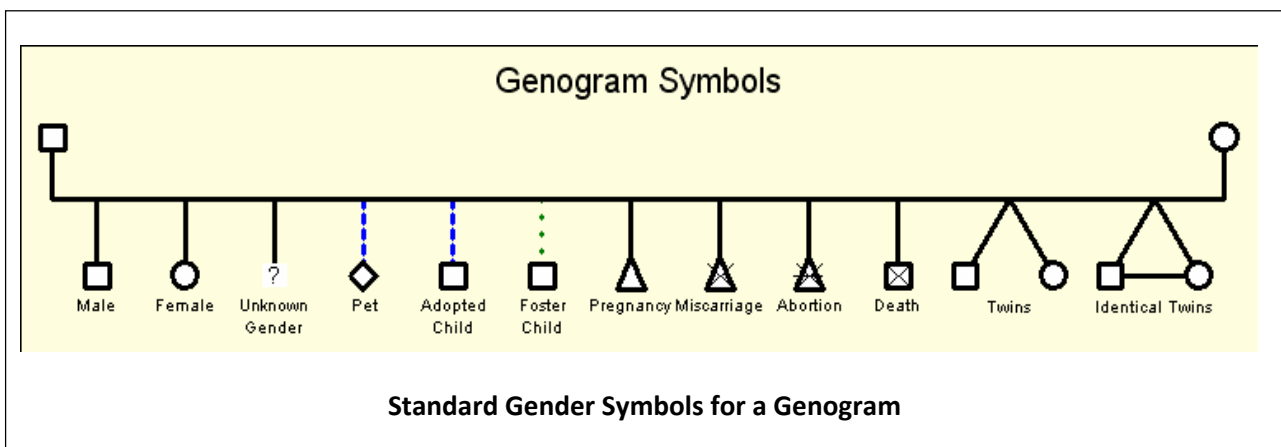 Genogram Symbols
Male Female Unknown Pet Adopted Foster Pregnancy Miscarriage Abortion Death Twins Identical Twins
? 
Gender Child Child
Standard Gender Symbols for a Genogram